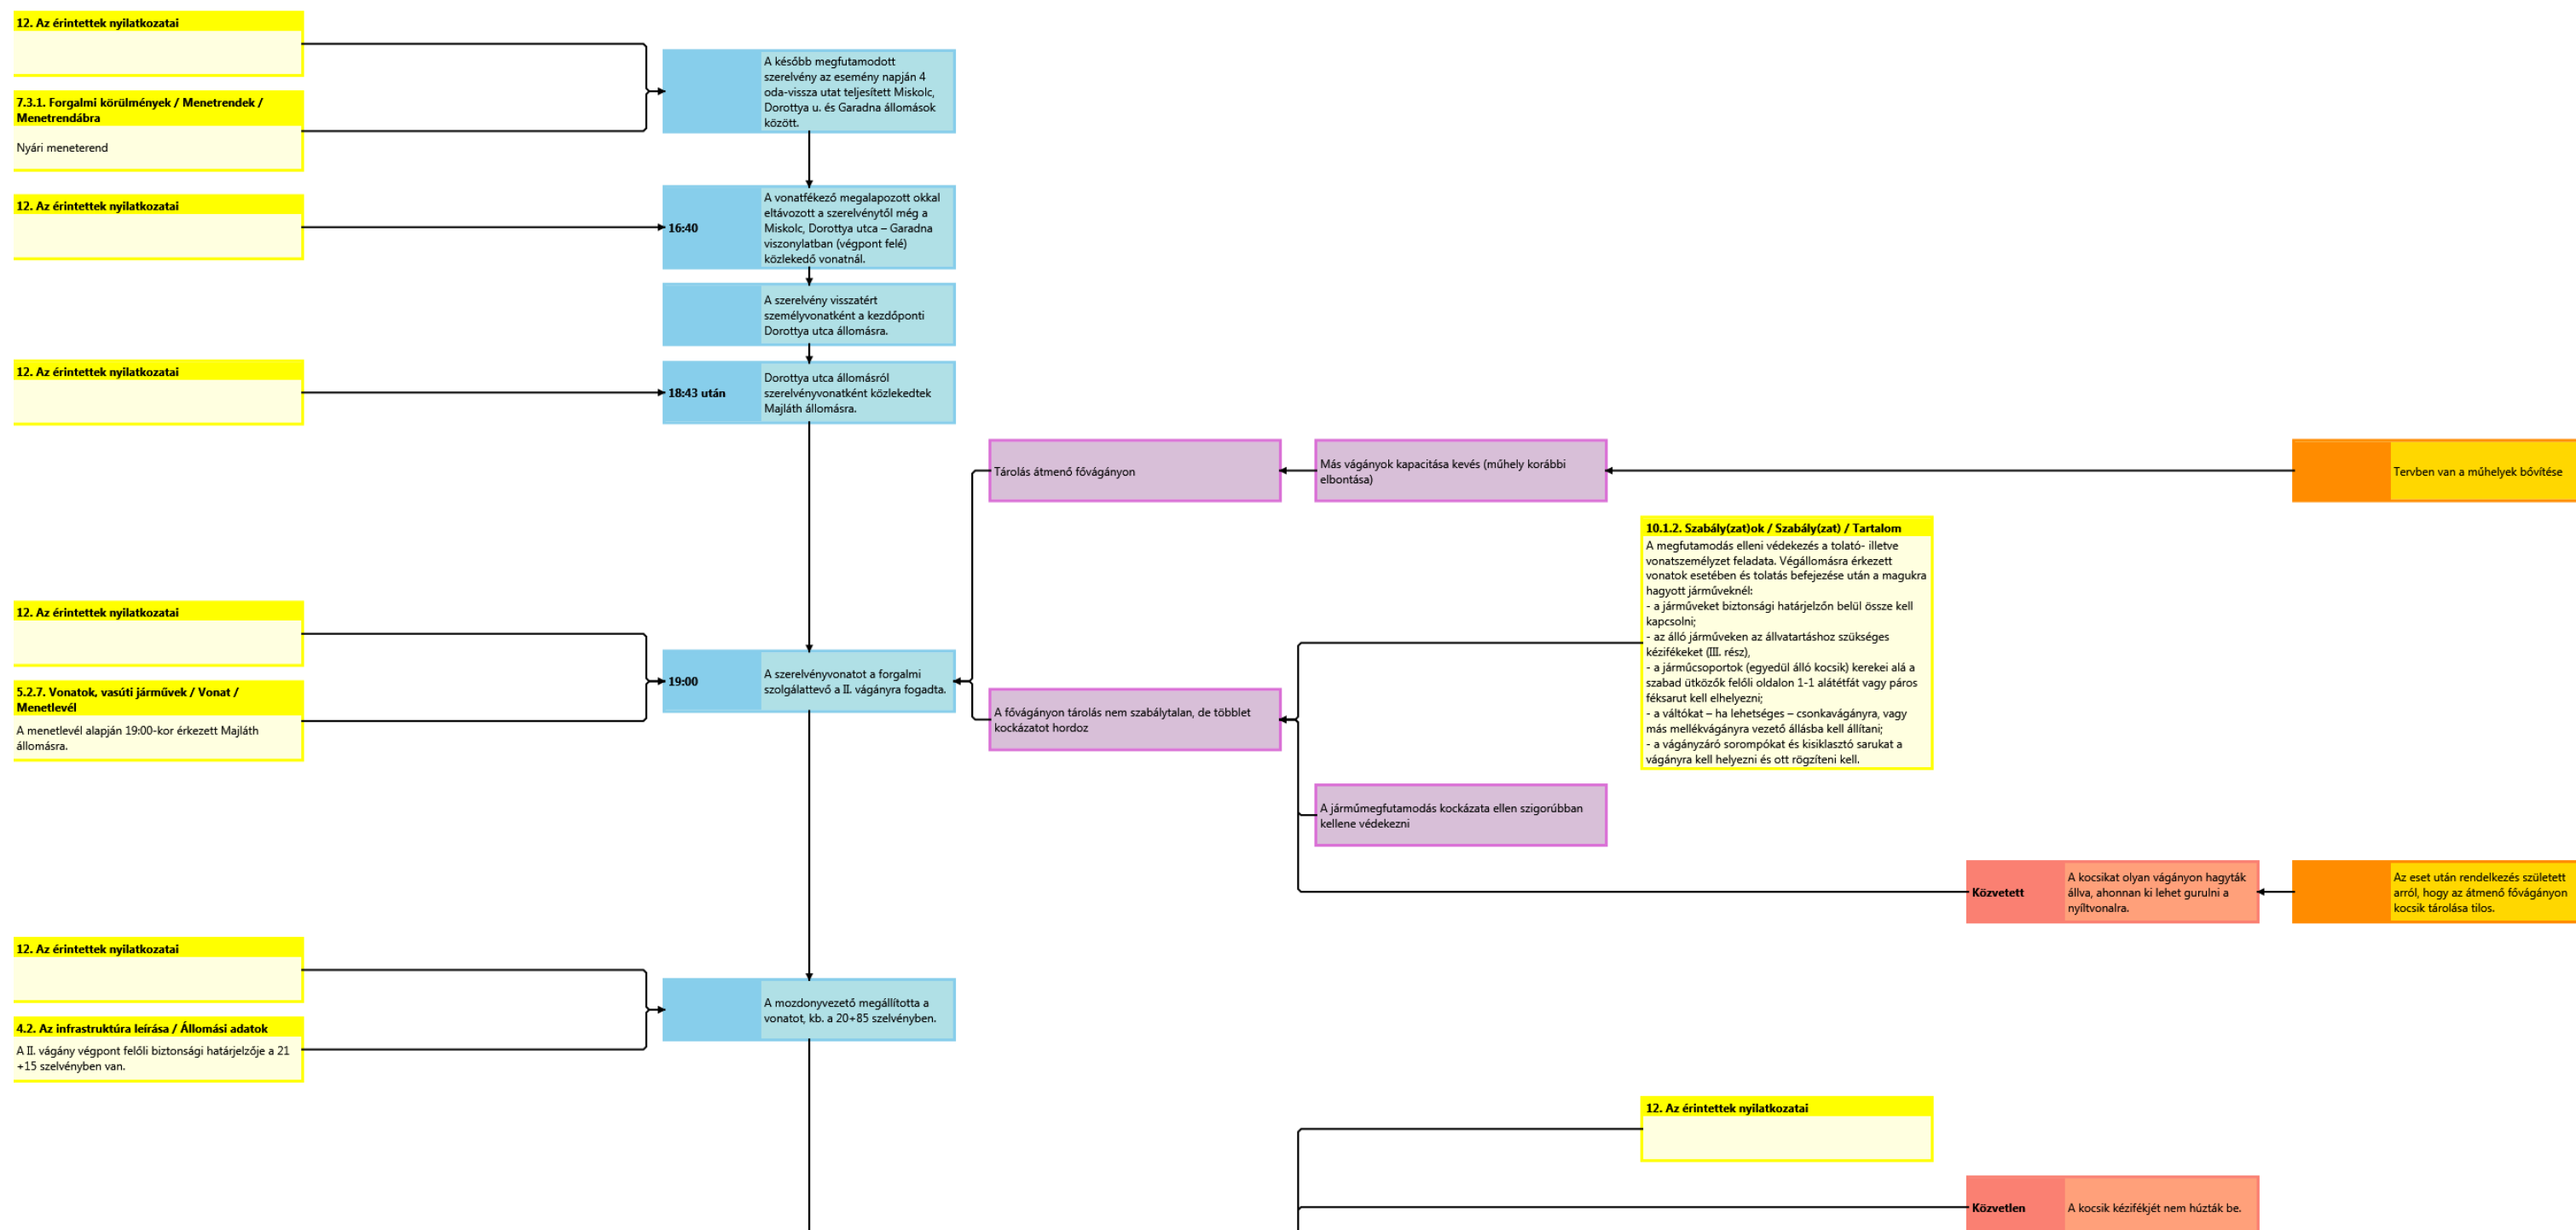 12. Az érintettek nyilatkozatai
7.3.1. Forgalmi körülmények / Menetrendek /
Menetrendábra
Nyári meneterend
A később megfutamodott
szerelvény az esemény napján 4
oda-vissza utat teljesített Miskolc,
Dorottya u. és Garadna állomások
között.
12. Az érintettek nyilatkozatai
16:40
A vonatfékező megalapozott okkal
eltávozott a szerelvénytől még a
Miskolc, Dorottya utca – Garadna
viszonylatban (végpont felé)
közlekedő vonatnál.
A szerelvény visszatért
személyvonatként a kezdőponti
Dorottya utca állomásra.
12. Az érintettek nyilatkozatai
18:43 után
Dorottya utca állomásról
szerelvényvonatként közlekedtek
Majláth állomásra.
Tárolás átmenő fővágányon
Más vágányok kapacitása kevés (műhely korábbi
elbontása)
Tervben van a műhelyek bővítése
10.1.2. Szabály(zat)ok / Szabály(zat) / Tartalom
A megfutamodás elleni védekezés a tolató- illetve
vonatszemélyzet feladata. Végállomásra érkezett
vonatok esetében és tolatás befejezése után a magukra
hagyott járműveknél:
- a járműveket biztonsági határjelzőn belül össze kell
kapcsolni;
- az álló járműveken az állvatartáshoz szükséges
kézifékeket (III. rész),
- a járműcsoportok (egyedül álló kocsik) kerekei alá a
szabad ütközők felőli oldalon 1-1 alátétfát vagy páros
féksarut kell elhelyezni;
- a váltókat – ha lehetséges – csonkavágányra, vagy
más mellékvágányra vezető állásba kell állítani;
- a vágányzáró sorompókat és kisiklasztó sarukat a
vágányra kell helyezni és ott rögzíteni kell.
12. Az érintettek nyilatkozatai
5.2.7. Vonatok, vasúti járművek / Vonat /
Menetlevél
A menetlevél alapján 19:00-kor érkezett Majláth
állomásra.
19:00
A szerelvényvonatot a forgalmi
szolgálattevő a II. vágányra fogadta.
A fővágányon tárolás nem szabálytalan, de többlet
kockázatot hordoz
A járműmegfutamodás kockázata ellen szigorúbban
kellene védekezni
Közvetett
A kocsikat olyan vágányon hagyták
állva, ahonnan ki lehet gurulni a
nyíltvonalra.
Az eset után rendelkezés született
arról, hogy az átmenő fővágányon
kocsik tárolása tilos.
12. Az érintettek nyilatkozatai
4.2. Az infrastruktúra leírása / Állomási adatok
A II. vágány végpont felőli biztonsági határjelzője a 21
+15 szelvényben van.
A mozdonyvezető megállította a
vonatot, kb. a 20+85 szelvényben.
12. Az érintettek nyilatkozatai
Közvetlen
A kocsik kézifékjét nem húzták be.